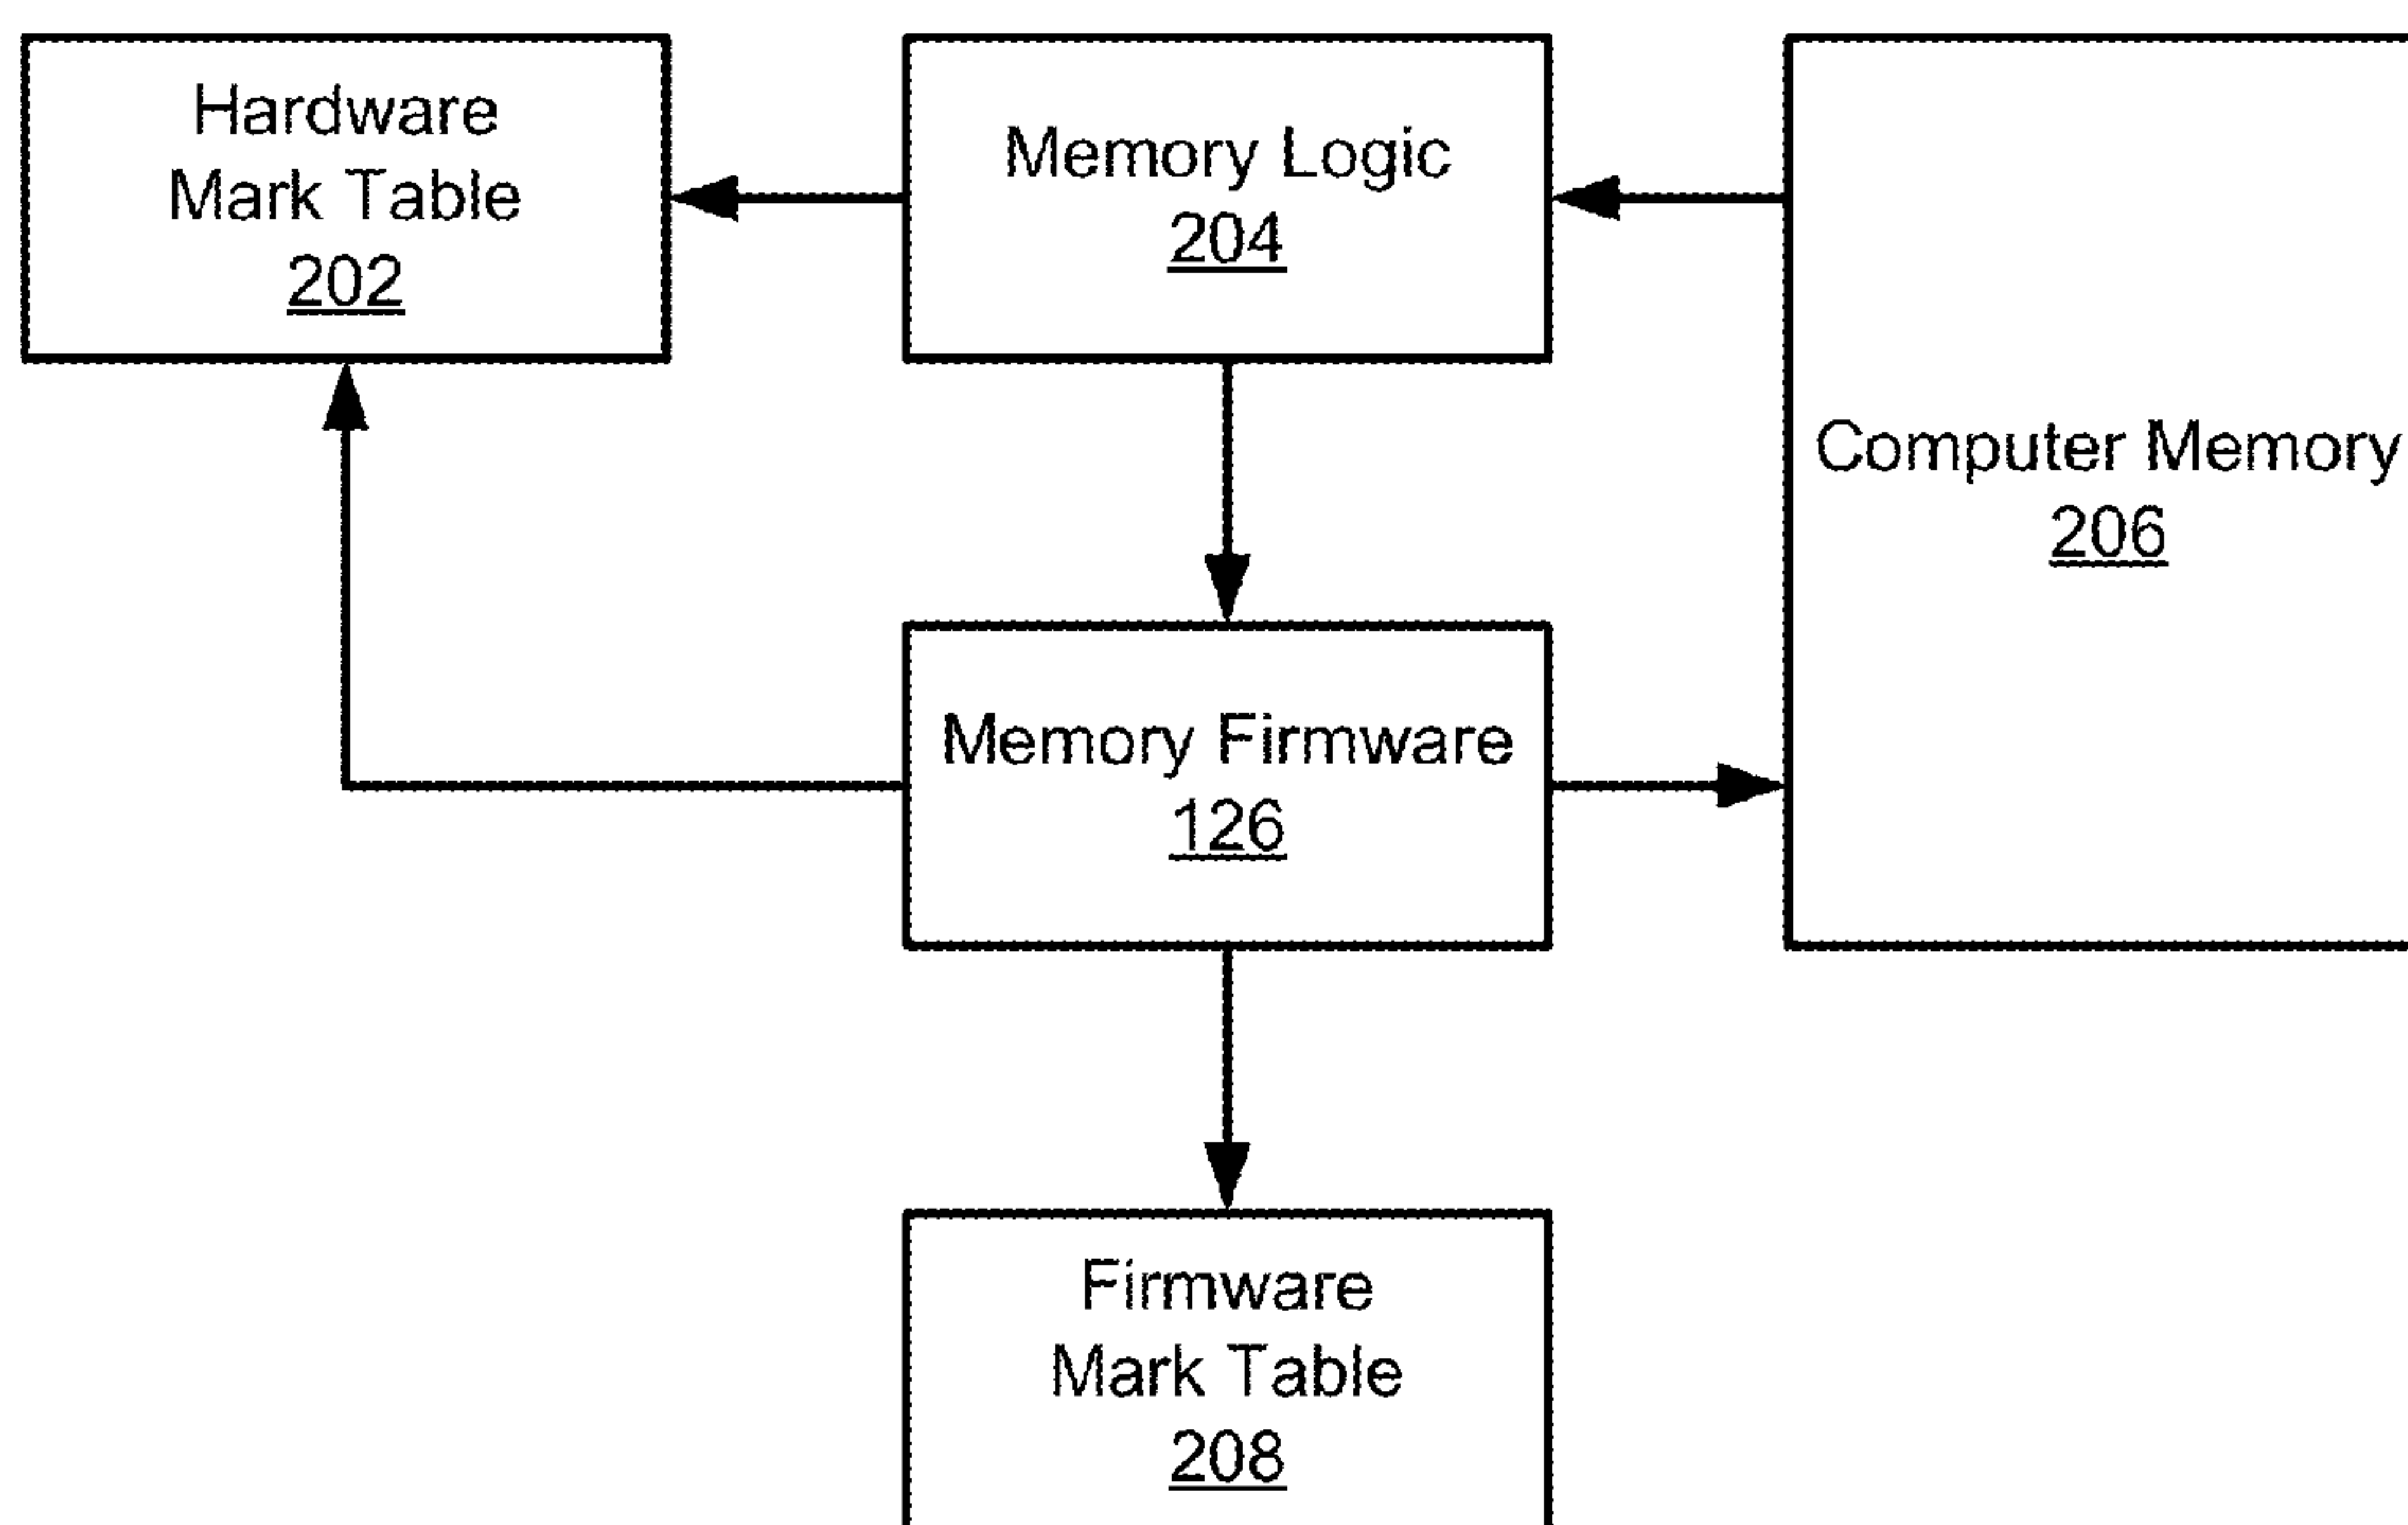 Hardware
Mark Table
202
Memory Logic
204
Computer Memory
206
Memory Firmware
126
Firmware
Mark Table
208